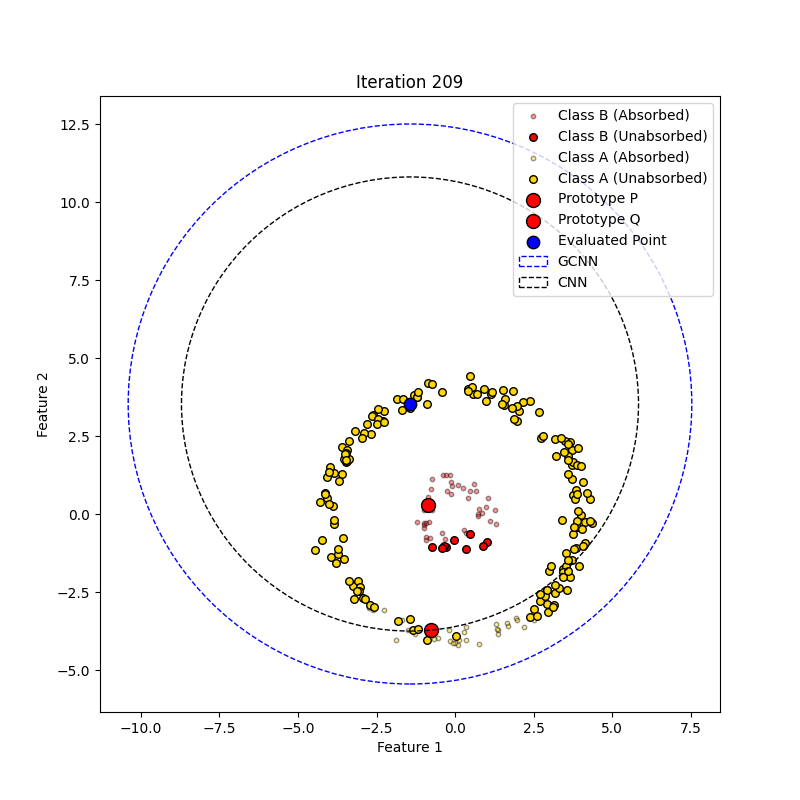 Iteration 209
Class B (Absorbed)
Class B (Unabsorbed)
Class A (Absorbed)
Class A (Unabsorbed)
Prototype P
Prototype Q
Evaluated Point
GCNN
CNN
12.5
10.0
7.5
5.0
2.5
0.0
−2.5
−5.0
Feature 2
−10.0 −7.5 −5.0 −2.5 0.0 2.5 5.0 7.5
Feature 1